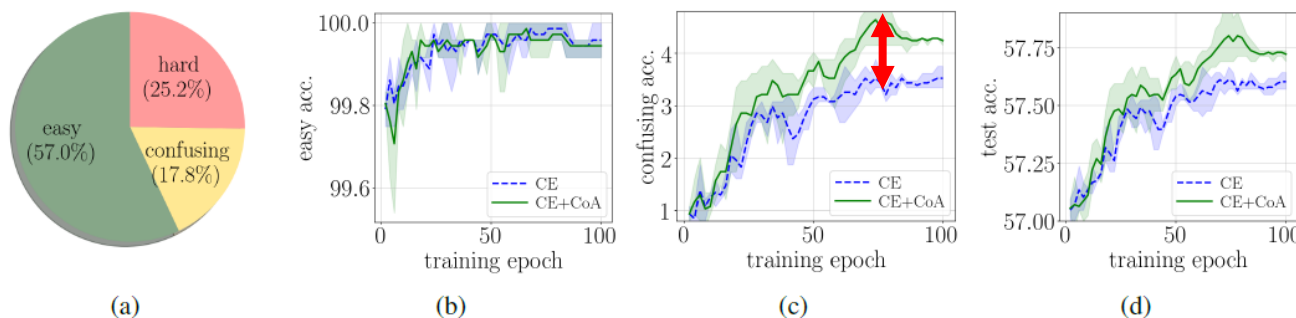 hard
(25.2%)
easy
(57.0%)
confusing
(17.8%)
(a)
easy acc.
100.0
99.8
99.6
CE
CE+CoA
0
50
100
training epoch
(b)
confusing acc.
4
3
2
1
CE
CE+CoA
0
50
100
training epoch
(c)
test acc.
57.75
57.50
57.25
57.00
CE
CE+CoA
0
50
100
training epoch
(d)